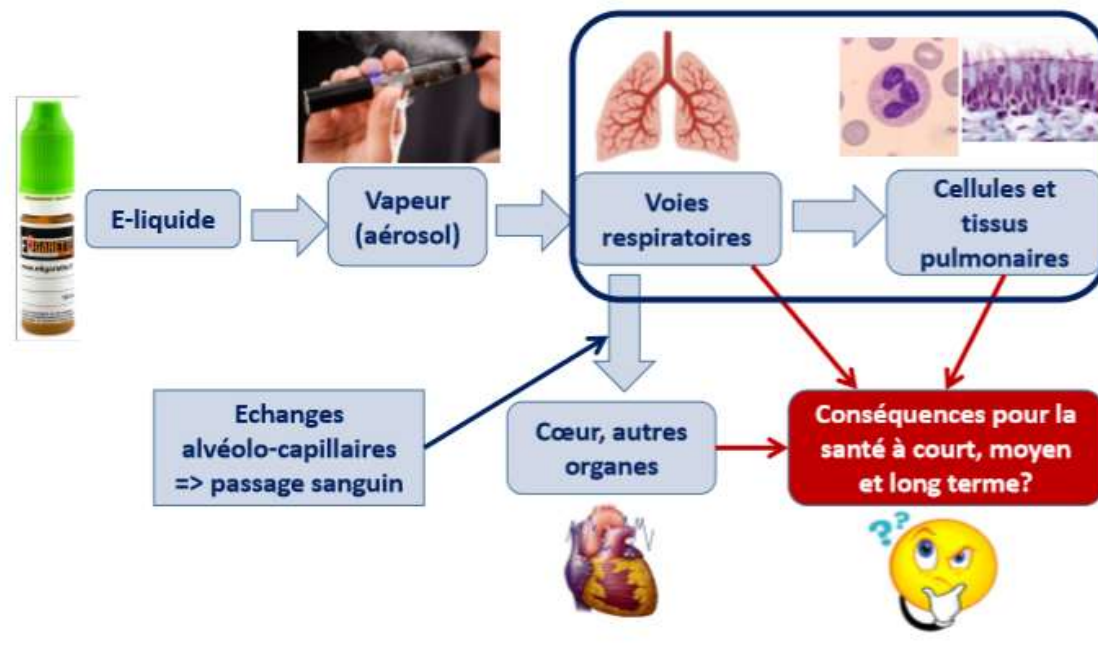 E-liquide
Vapeur
(aérosol)
Voies
respiratoires
Cellules et
tissus
pulmonaires
Echanges
alvéolo-capillaires
=> passage sanguin
Cœur, autres
organes
Conséquences pour la
santé à court, moyen
et long terme?
??